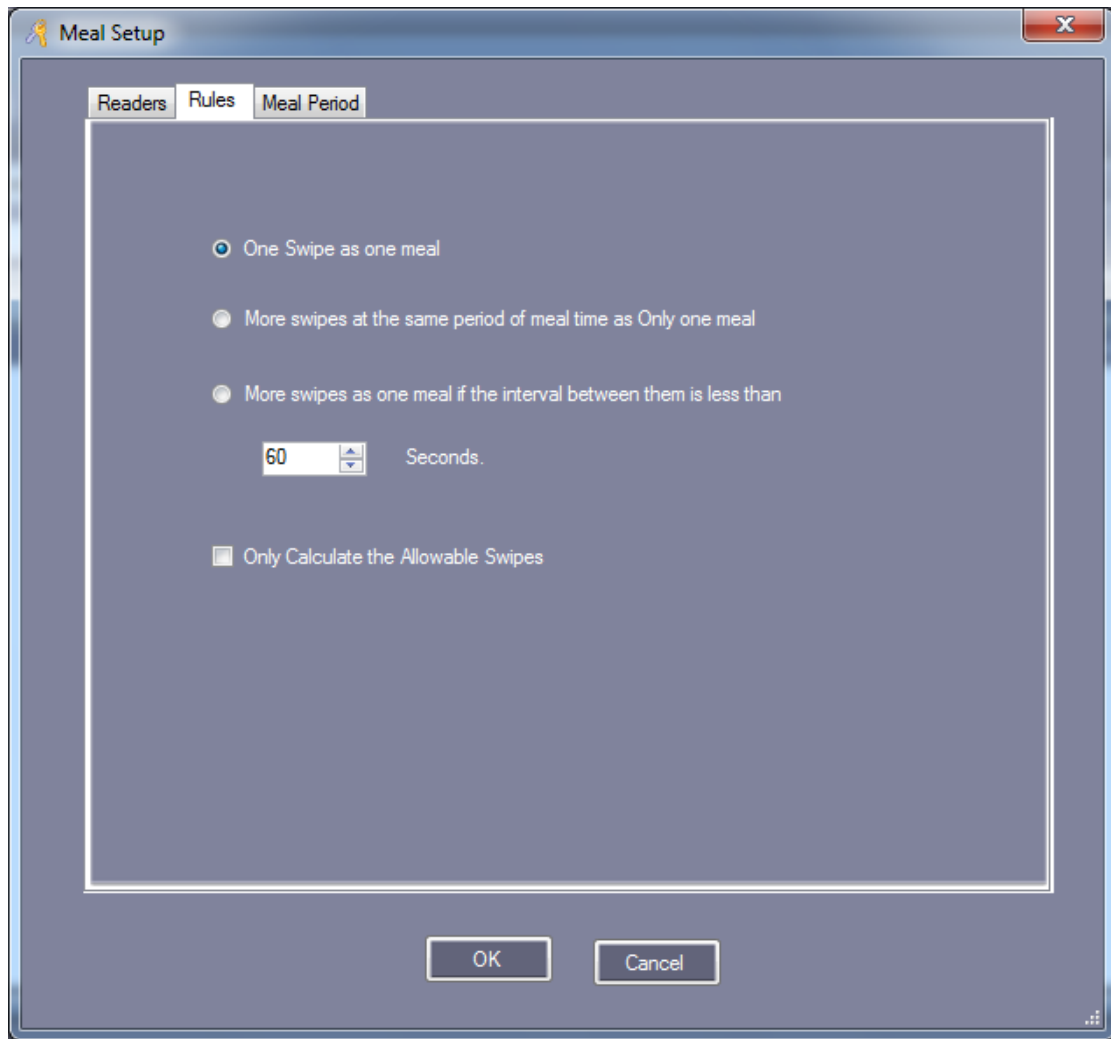 Meal Setup
Readers Rules Meal Period
One Swipe as one meal
More swipes at the same period of meal time as Only one meal
More swipes as one meal if the interval between them is less than
60 Seconds.
Only Calculate the Allowable Swipes
OK Cancel